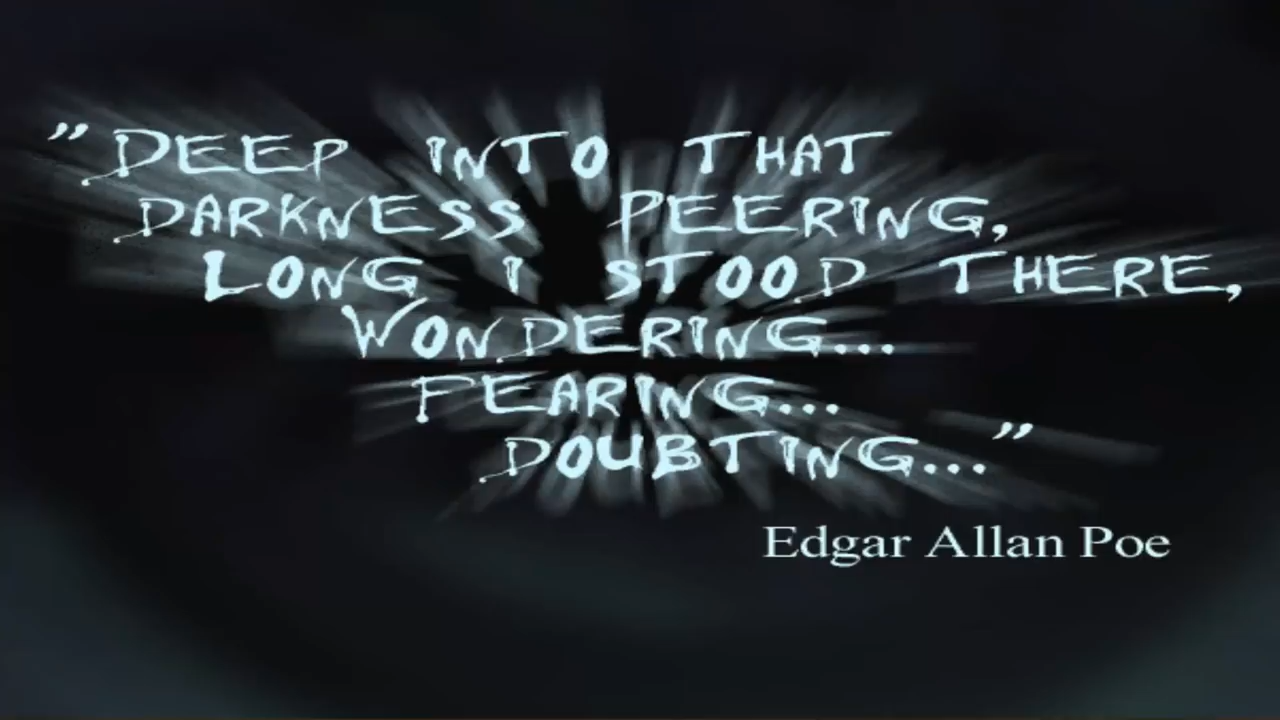 ”DEEP INTO THAT
DARKNESS PEERING,
LONG I STOOD THERE,
WONDERING...
FEARING...
DOUBTING...”
Edgar Allan Poe